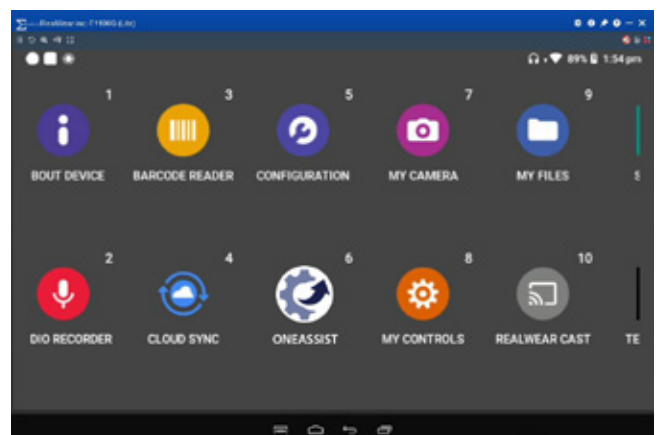 89% 1:54 pm
1 3 5 7 9
BOUT DEVICE BARCODE READER CONFIGURATION MY CAMERA MY FILES S
2 4 6 8 10
DIO RECORDER CLOUD SYNC ONEASSIST MY CONTROLS REALWEAR CAST TE